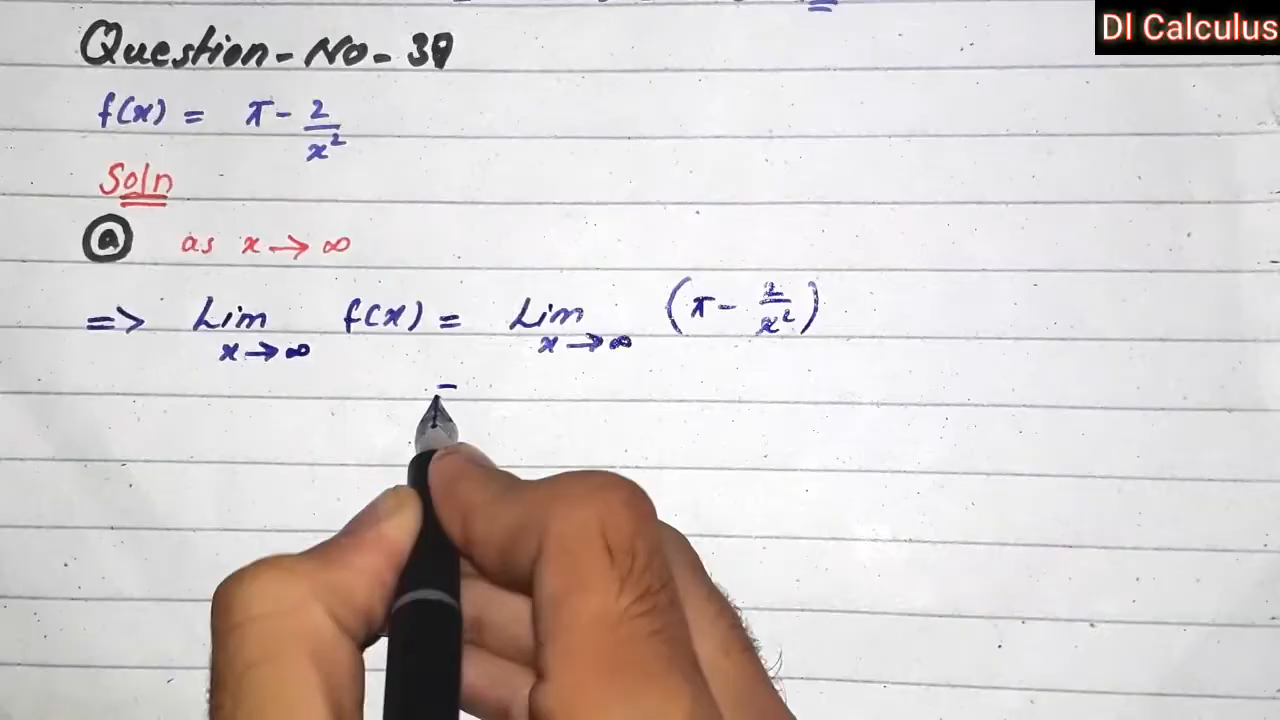 DI Calculus
Question-No-39
f(x) = π - 2/x²
Soln
ⓐ as x → ∞
=> Lim x→∞ f(x) = Lim x→∞ (π - 2/x²)